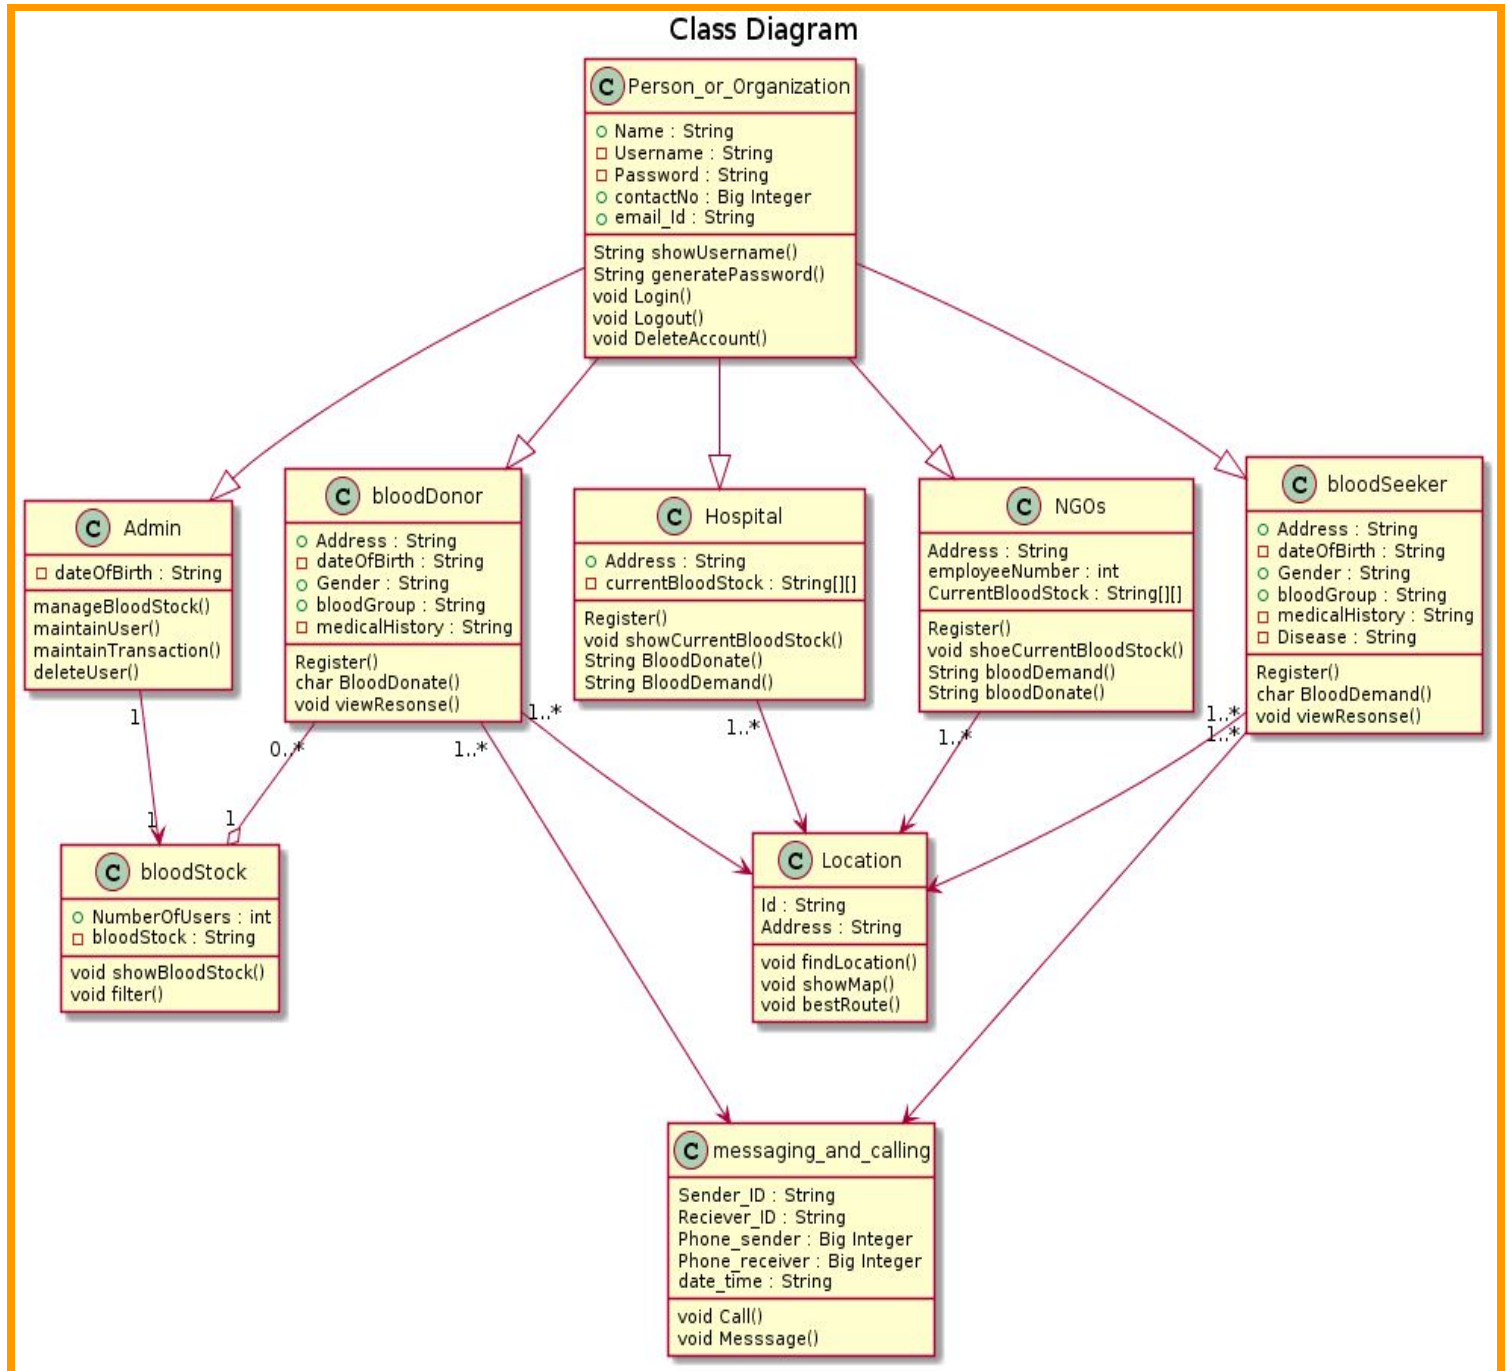 Class Diagram
C Person_or_Organization
Name : String
Username : String
Password : String
contactNo : Big Integer
email_Id : String
String showUsername()
String generatePassword()
void Login()
void Logout()
void DeleteAccount()
C Admin
dateOfBirth : String
manageBloodStock()
maintainUser()
maintainTransaction()
deleteUser()
C bloodDonor
Address : String
dateOfBirth : String
Gender : String
bloodGroup : String
medicalHistory : String
Register()
char BloodDonate()
void viewResonse()
C Hospital
Address : String
currentBloodStock : String[][]
Register()
void showCurrentBloodStock()
String BloodDonate()
String BloodDemand()
C NGOs
Address : String
employeeNumber : int
CurrentBloodStock : String[][]
Register()
void shoeCurrentBloodStock()
String bloodDemand()
String bloodDonate()
C bloodSeeker
Address : String
dateOfBirth : String
Gender : String
bloodGroup : String
medicalHistory : String
Disease : String
Register()
char BloodDemand()
void viewResonse()
1
0..*
1..*
1..*
1..*
1..*
1..*
1..*
1
1
C bloodStock
NumberOfUsers : int
bloodStock : String
void showBloodStock()
void filter()
C Location
Id : String
Address : String
void findLocation()
void showMap()
void bestRoute()
C messaging_and_calling
Sender_ID : String
Reciever_ID : String
Phone_sender : Big Integer
Phone_receiver : Big Integer
date_time : String
void Call()
void Messsage()